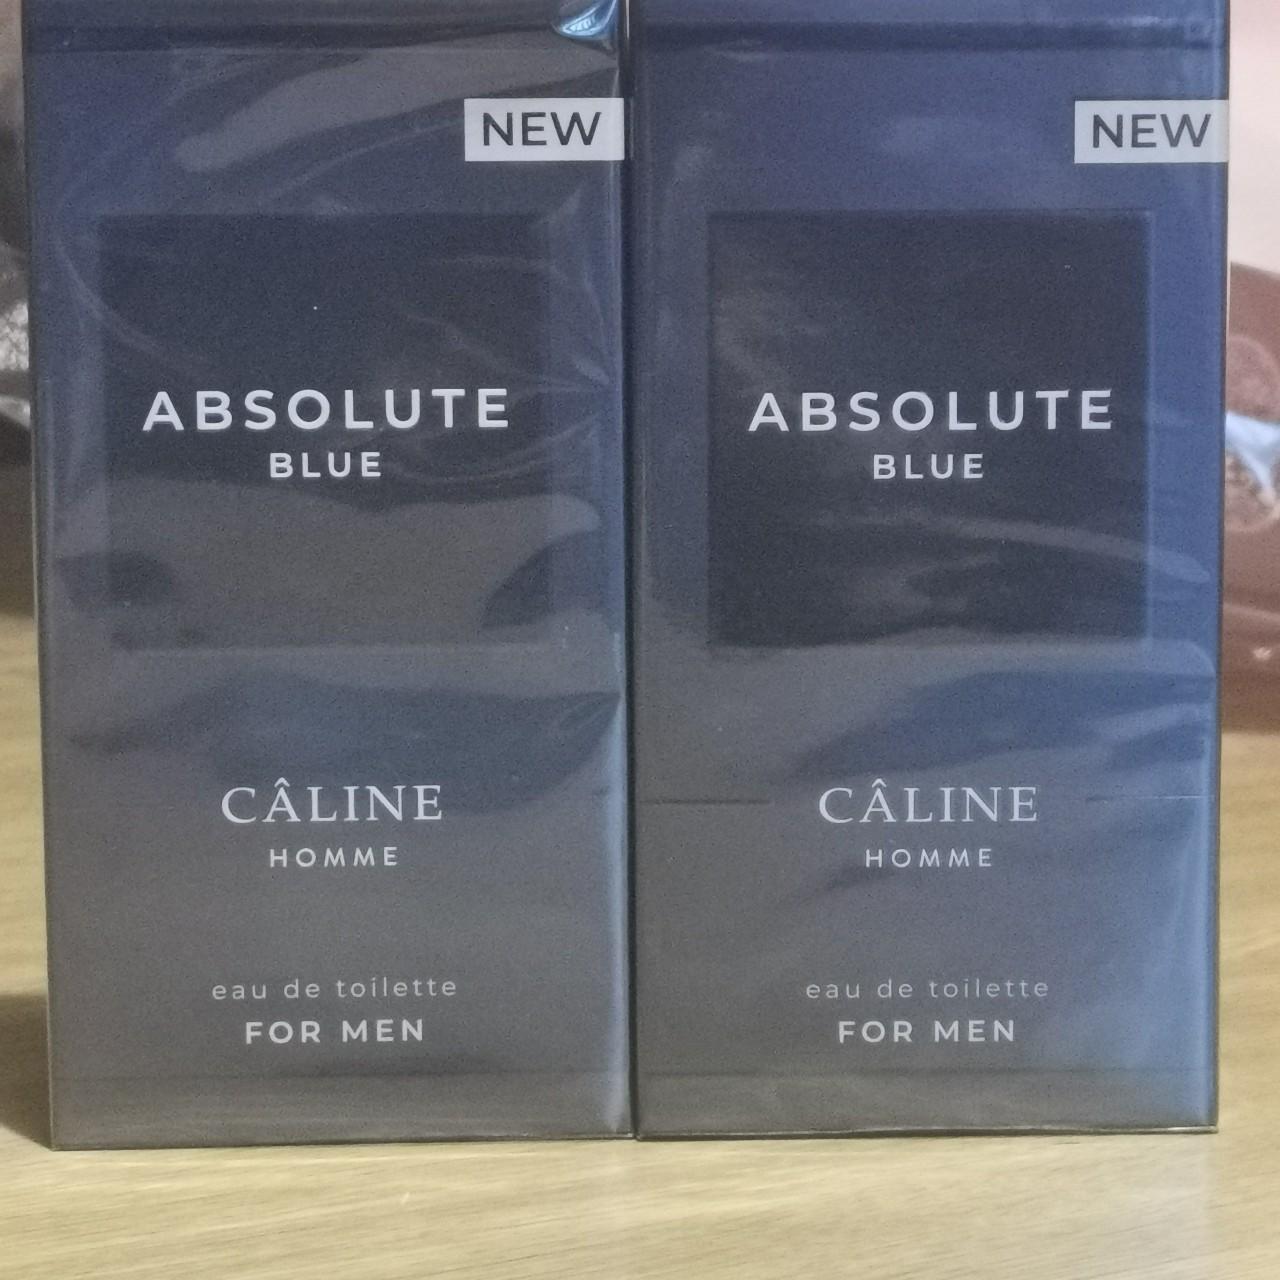 NEW
ABSOLUTE
BLUE
CÂLINE
HOMME
eau de toilette
FOR MEN
NEW
ABSOLUTE
BLUE
CÂLINE
HOMME
eau de toilette
FOR MEN